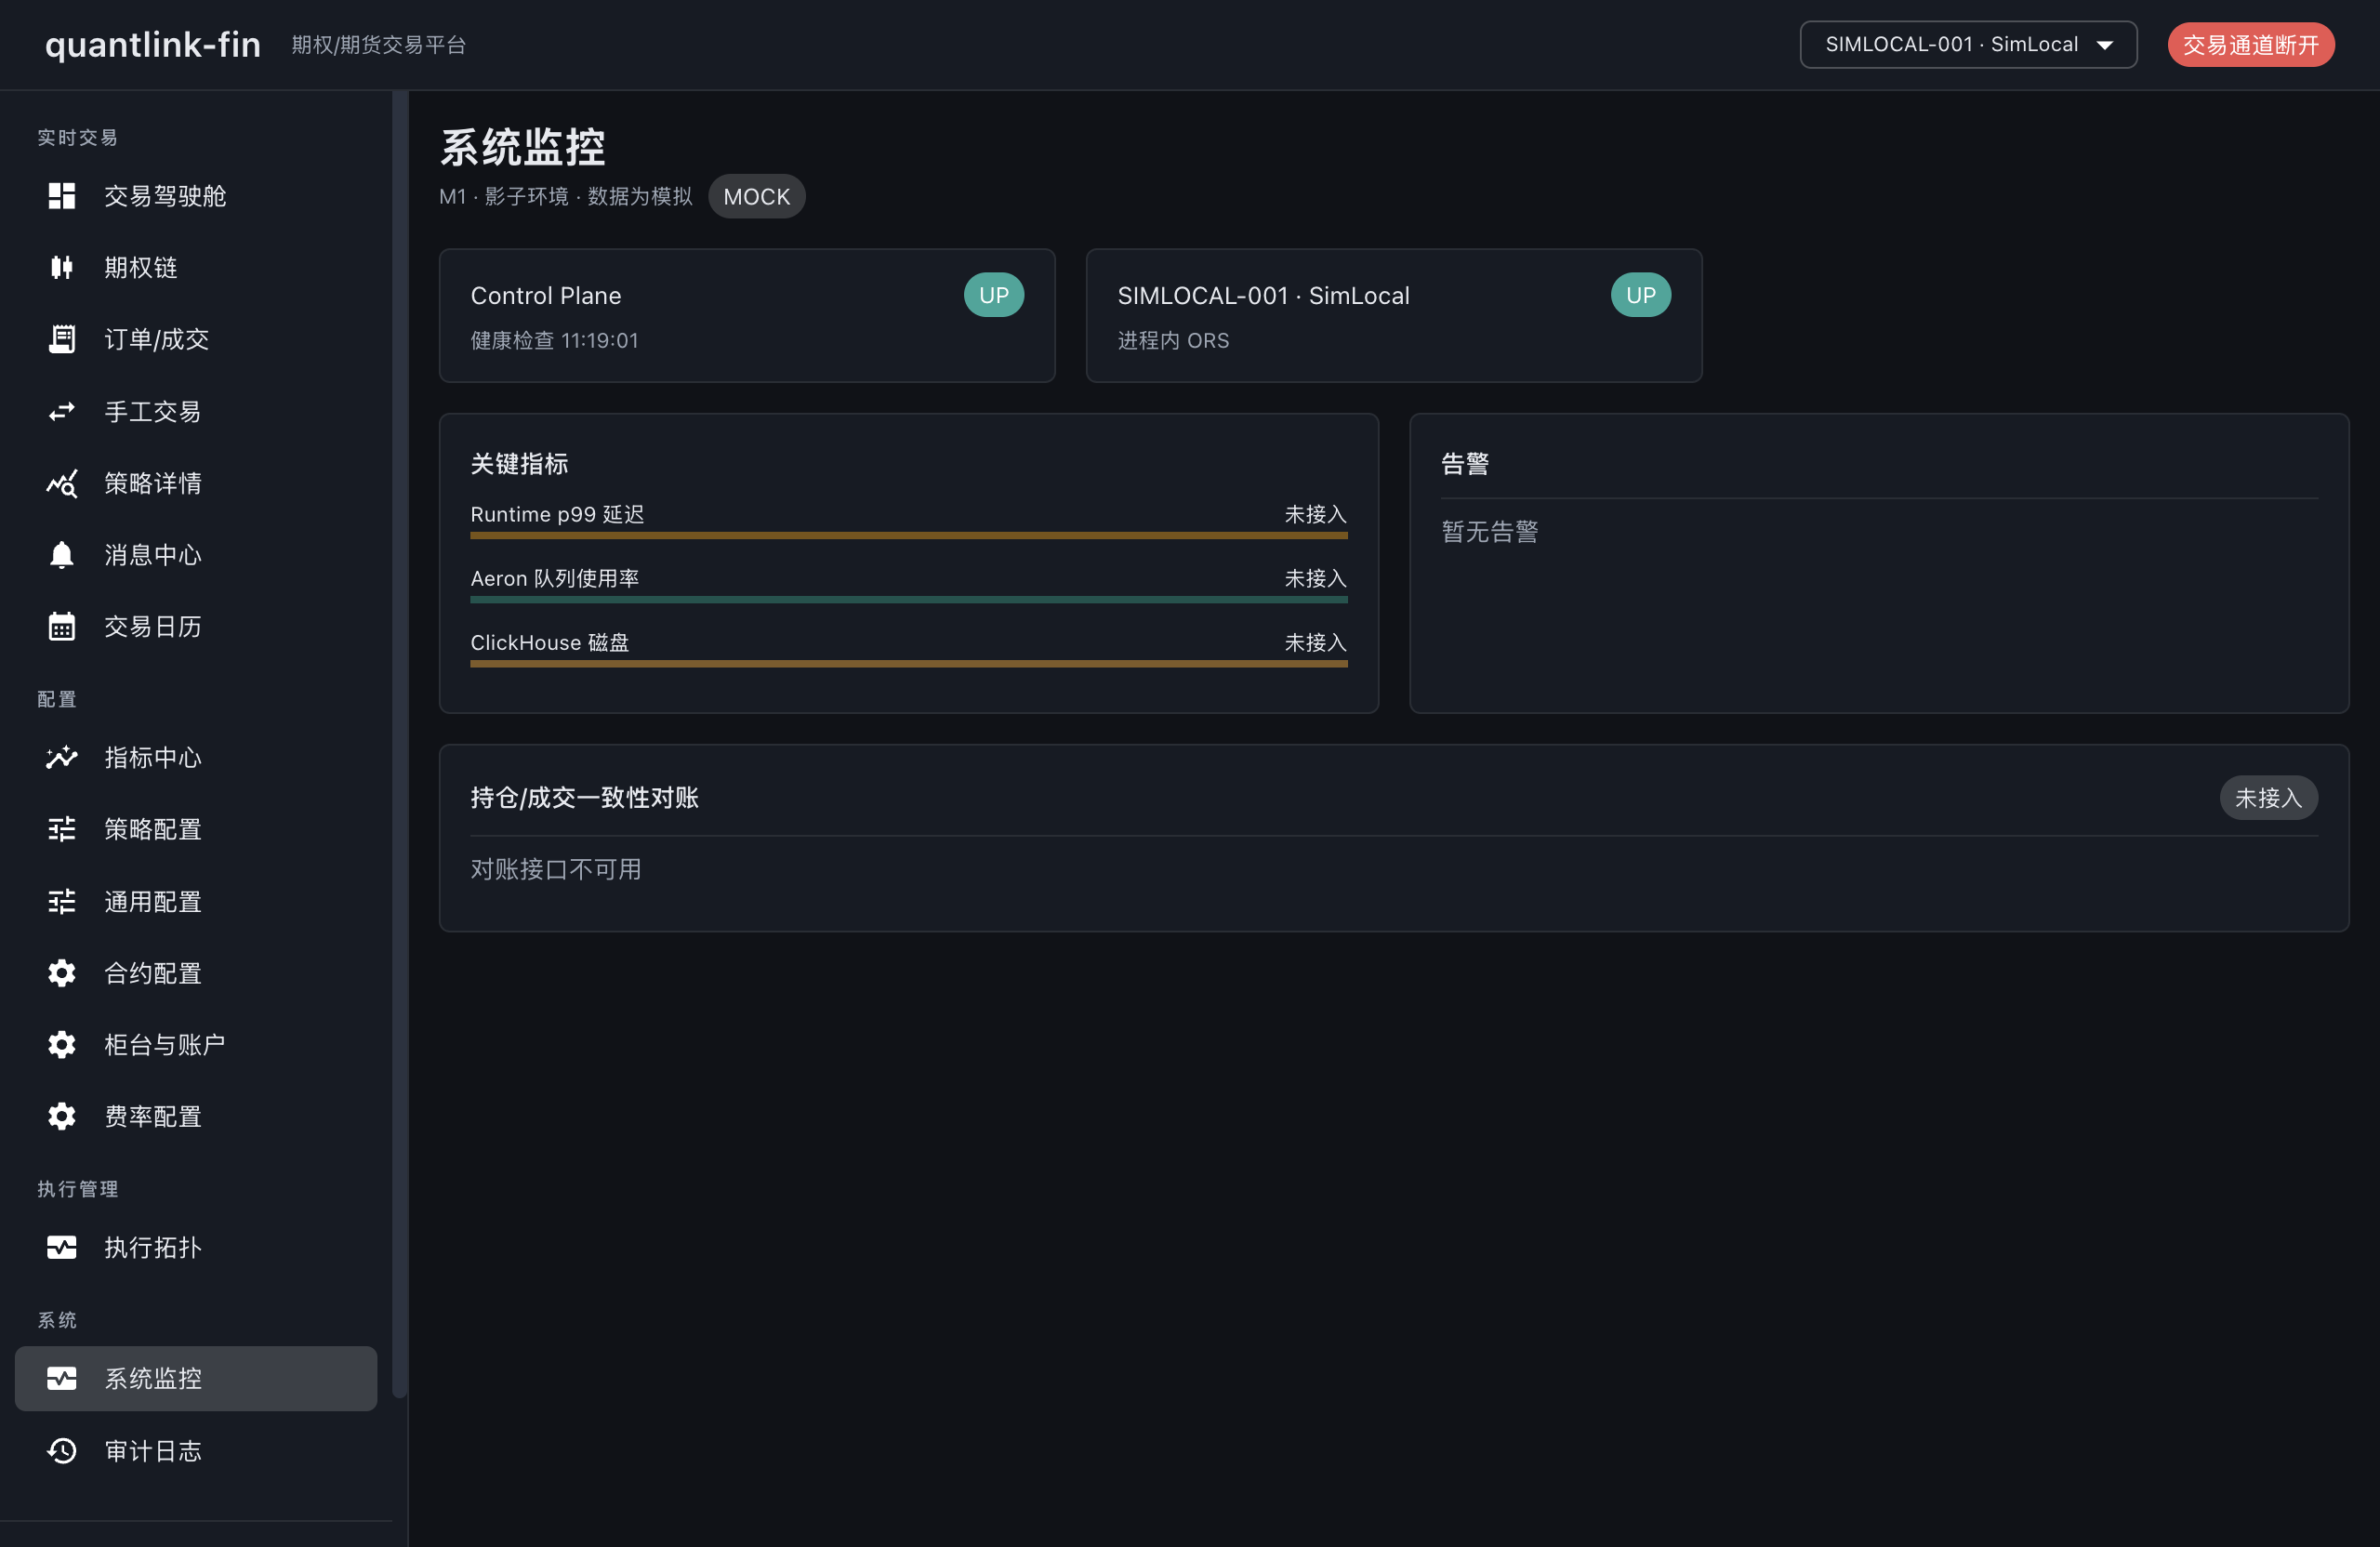 quantlink-fin 期权/期货交易平台
SIMLOCAL-001 · SimLocal
交易通道断开
实时交易
交易驾驶舱
期权链
订单/成交
手工交易
策略详情
消息中心
交易日历
配置
指标中心
策略配置
通用配置
合约配置
柜台与账户
费率配置
执行管理
执行拓扑
系统
系统监控
审计日志
系统监控
M1 · 影子环境 · 数据为模拟 MOCK
Control Plane UP
健康检查 11:19:01
SIMLOCAL-001 · SimLocal UP
进程内 ORS
关键指标
Runtime p99 延迟 未接入
Aeron 队列使用率 未接入
ClickHouse 磁盘 未接入
告警
暂无告警
持仓/成交一致性对账 未接入
对账接口不可用